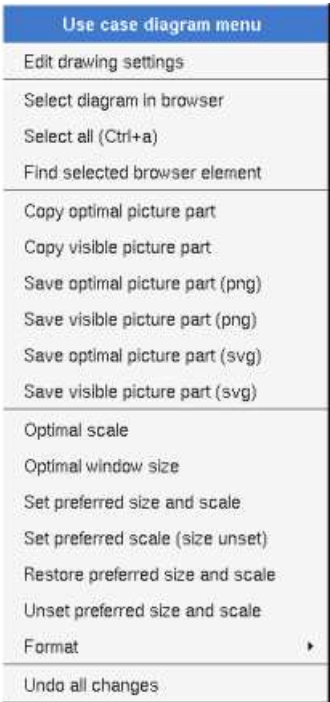 Use case diagram menu
Edit drawing settings
Select diagram in browser
Select all (Ctrl+a)
Find selected browser element
Copy optimal picture part
Copy visible picture part
Save optimal picture part (png)
Save visible picture part (png)
Save optimal picture part (svg)
Save visible picture part (svg)
Optimal scale
Optimal window size
Set preferred size and scale
Set preferred scale (size unset)
Restore preferred size and scale
Unset preferred size and scale
Format
Undo all changes